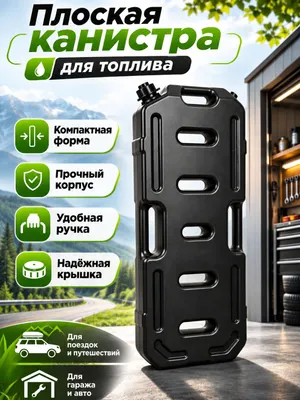 Плоская
канистра
для топлива
Компактная
форма
Прочный
корпус
Удобная
ручка
Надёжная
крышка
Для
поездок
и путешествий
Для
гаража
и авто